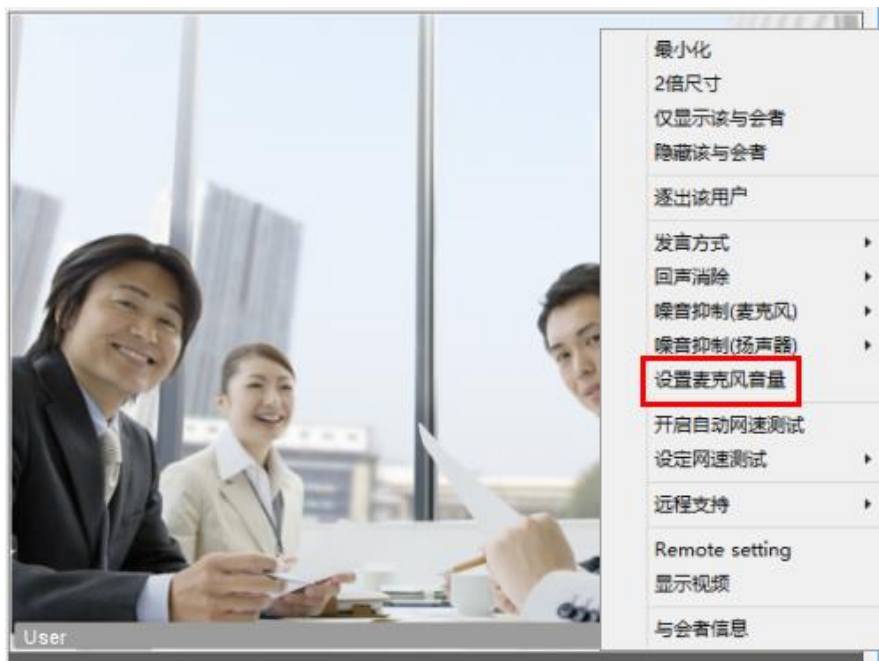 最小化
2倍尺寸
仅显示该与会者
隐藏该与会者
逐出该用户
发言方式
回声消除
噪音抑制(麦克风)
噪音抑制(扬声器)
设置麦克风音量
开启自动网速测试
设定网速测试
远程支持
Remote setting
显示视频
与会者信息
User